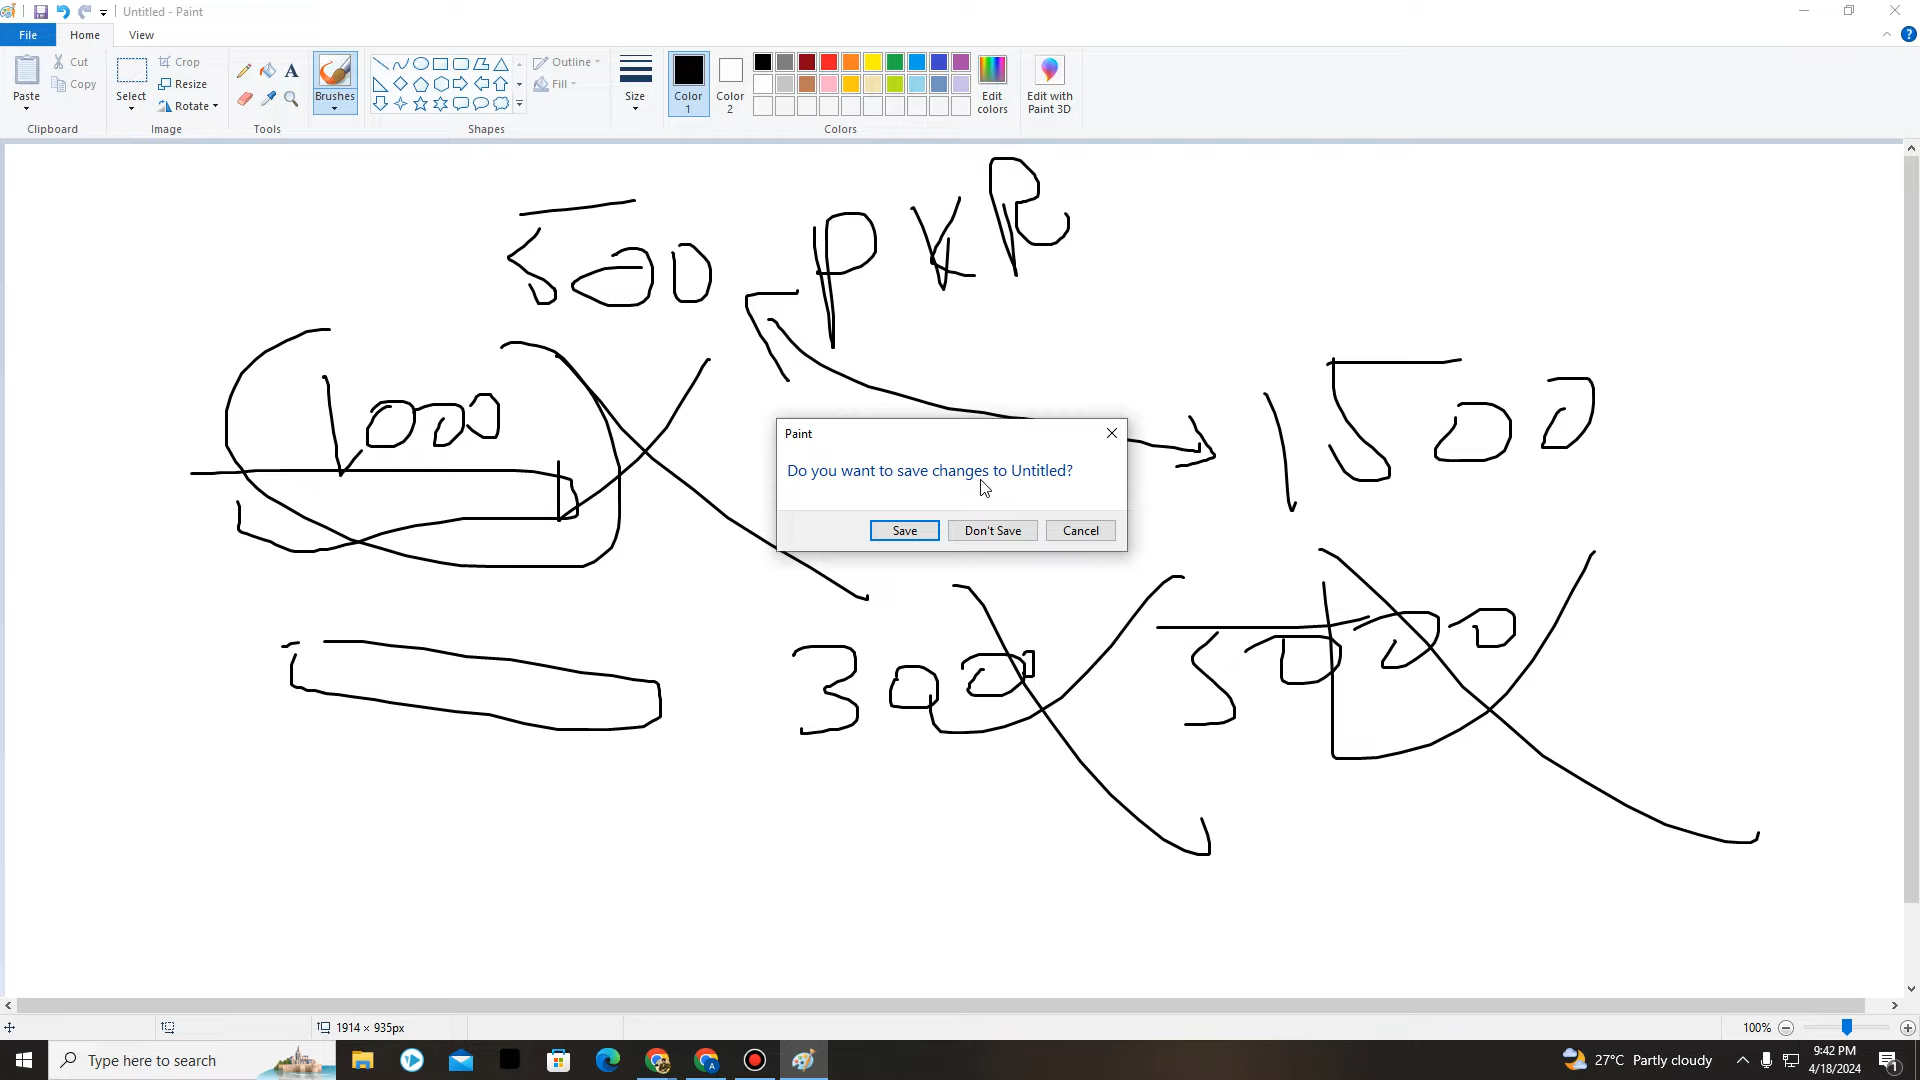 Untitled - Paint
File Home View
Paste
Cut
Copy
Clipboard
Select
Crop
Resize
Rotate
Image
A
Tools
Brushes
Shapes
Outline
Fill
Size
Color 1
Color 2
Colors
Edit colors
Edit with Paint 3D
500 PKR
1000
1500
300
5000
Paint
Do you want to save changes to Untitled?
Save Don't Save Cancel
1914 × 935px
100%
Type here to search
27°C Partly cloudy
9:42 PM
4/18/2024
1